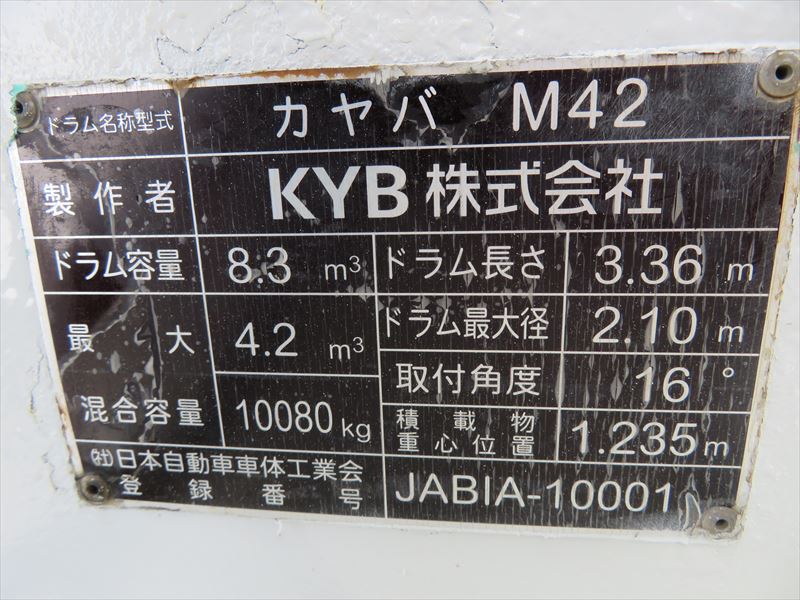 ドラム名称型式 カヤバ M42
製作者 KYB 株式会社
ドラム容量 8.3 m³ ドラム長さ 3.36 m
最大 4.2 m³ ドラム最大径 2.10 m
取付角度 16°
混合容量 10080 kg 積載物 重心位置 1.235 m
㈳日本自動車車体工業会
登録番号 JABIA-10001